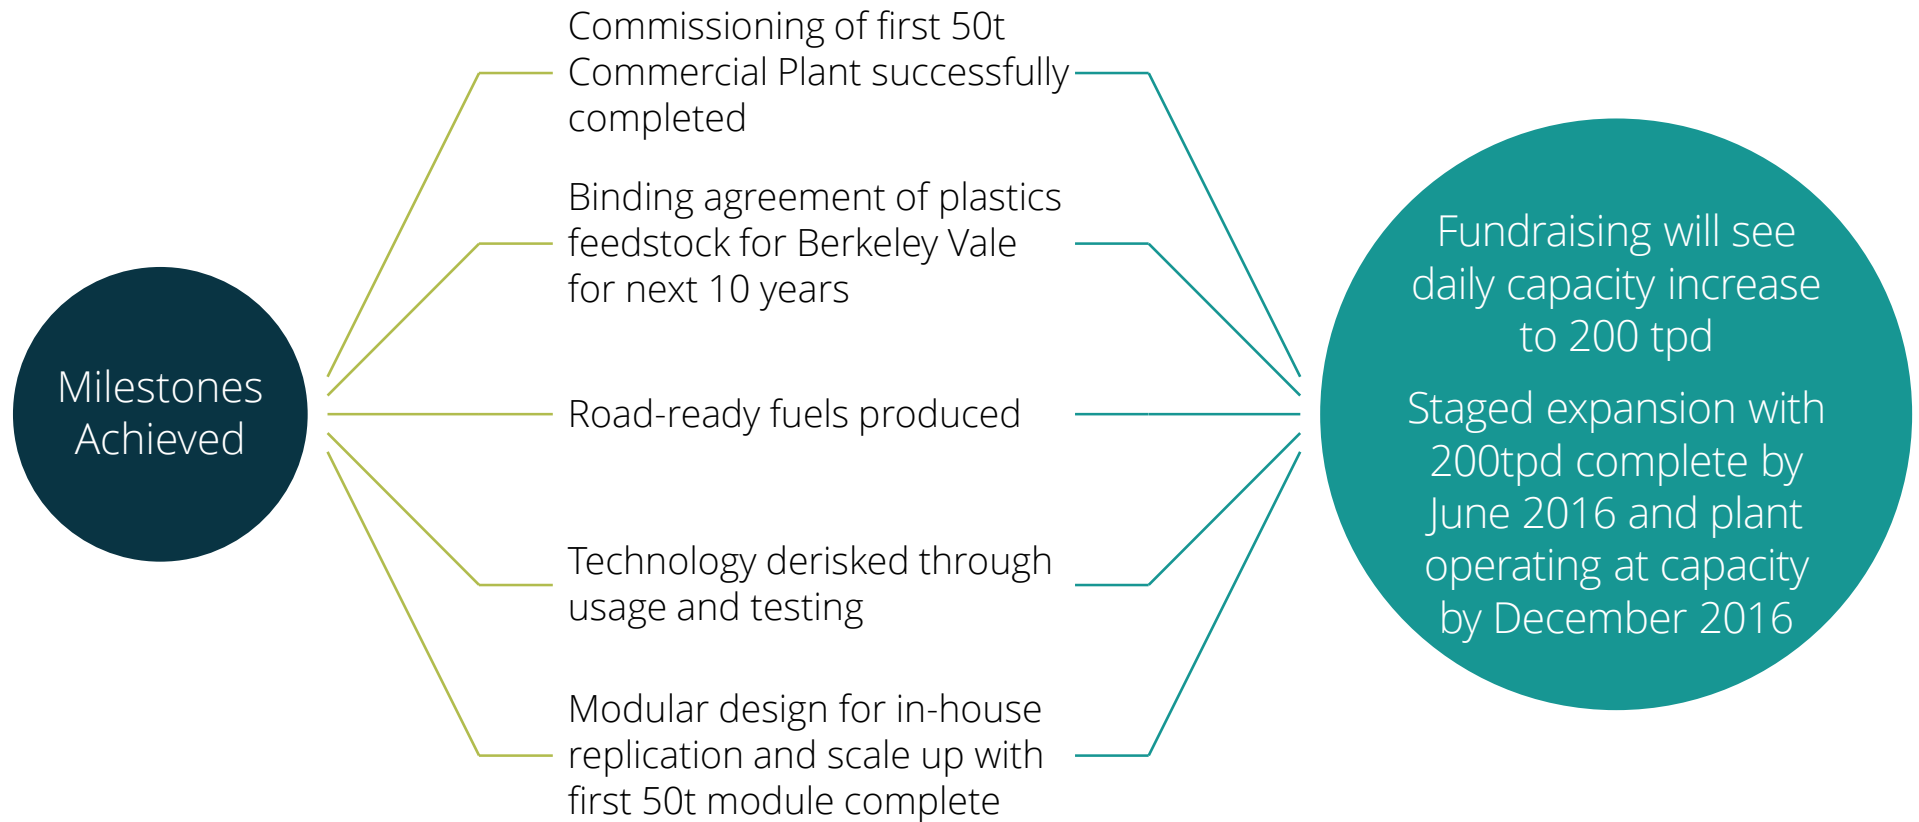 Milestones
Achieved
Commissioning of first 50t
Commercial Plant successfully
completed
Binding agreement of plastics
feedstock for Berkeley Vale
for next 10 years
Road-ready fuels produced
Technology derisked through
usage and testing
Modular design for in-house
replication and scale up with
first 50t module complete
Fundraising will see
daily capacity increase
to 200 tpd
Staged expansion with
200tpd complete by
June 2016 and plant
operating at capacity
by December 2016